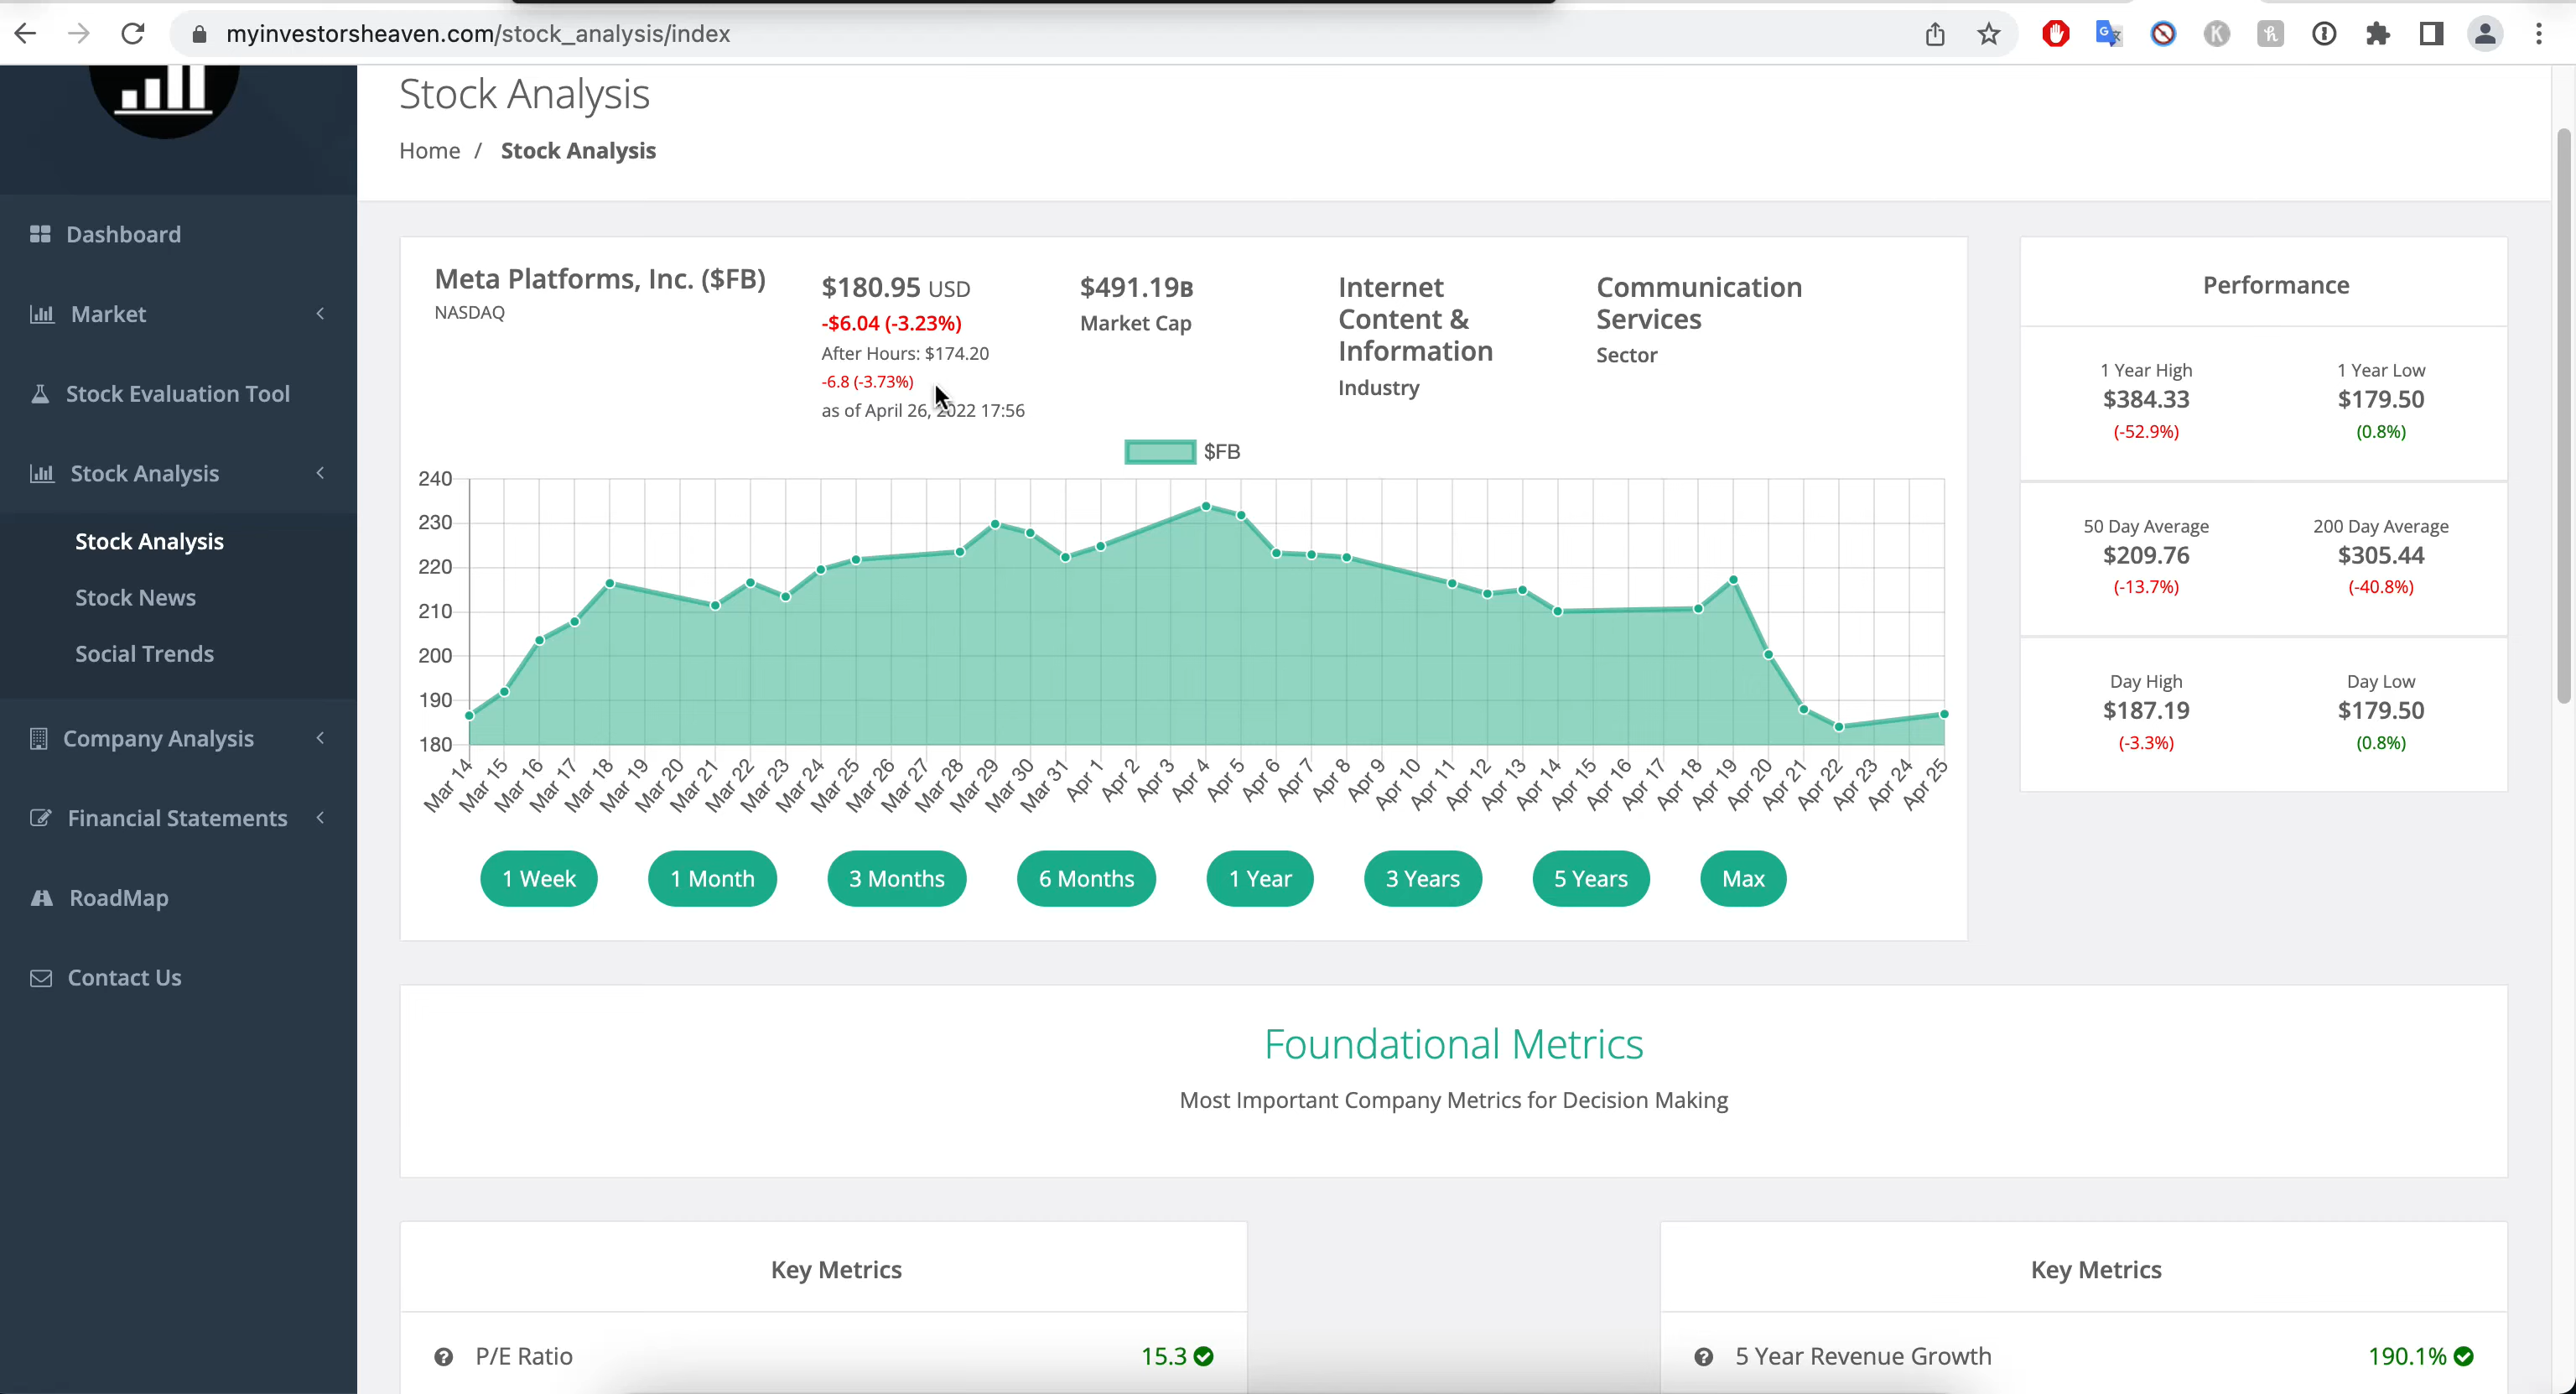 myinvestorsheaven.com/stock_analysis/index
Stock Analysis
Home / Stock Analysis
Dashboard
Market
Stock Evaluation Tool
Stock Analysis
Stock Analysis
Stock News
Social Trends
Company Analysis
Financial Statements
RoadMap
Contact Us
Meta Platforms, Inc. ($FB)
NASDAQ
$180.95 USD
-$6.04 (-3.23%)
After Hours: $174.20
-6.8 (-3.73%)
as of April 26, 2022 17:56
$491.19B
Market Cap
Internet
Content &
Information
Industry
Communication
Services
Sector
$FB
240
230
220
210
200
190
180
Mar 14 Mar 15 Mar 16 Mar 17 Mar 18 Mar 19 Mar 20 Mar 21 Mar 22 Mar 23 Mar 24 Mar 25 Mar 26 Mar 27 Mar 28 Mar 29 Mar 30 Mar 31 Apr 1 Apr 2 Apr 3 Apr 4 Apr 5 Apr 6 Apr 7 Apr 8 Apr 9 Apr 10 Apr 11 Apr 12 Apr 13 Apr 14 Apr 15 Apr 16 Apr 17 Apr 18 Apr 19 Apr 20 Apr 21 Apr 22 Apr 23 Apr 24 Apr 25
1 Week 1 Month 3 Months 6 Months 1 Year 3 Years 5 Years Max
Performance
1 Year High 1 Year Low
$384.33 $179.50
(-52.9%) (0.8%)
50 Day Average 200 Day Average
$209.76 $305.44
(-13.7%) (-40.8%)
Day High Day Low
$187.19 $179.50
(-3.3%) (0.8%)
Foundational Metrics
Most Important Company Metrics for Decision Making
Key Metrics
P/E Ratio 15.3
Key Metrics
5 Year Revenue Growth 190.1%